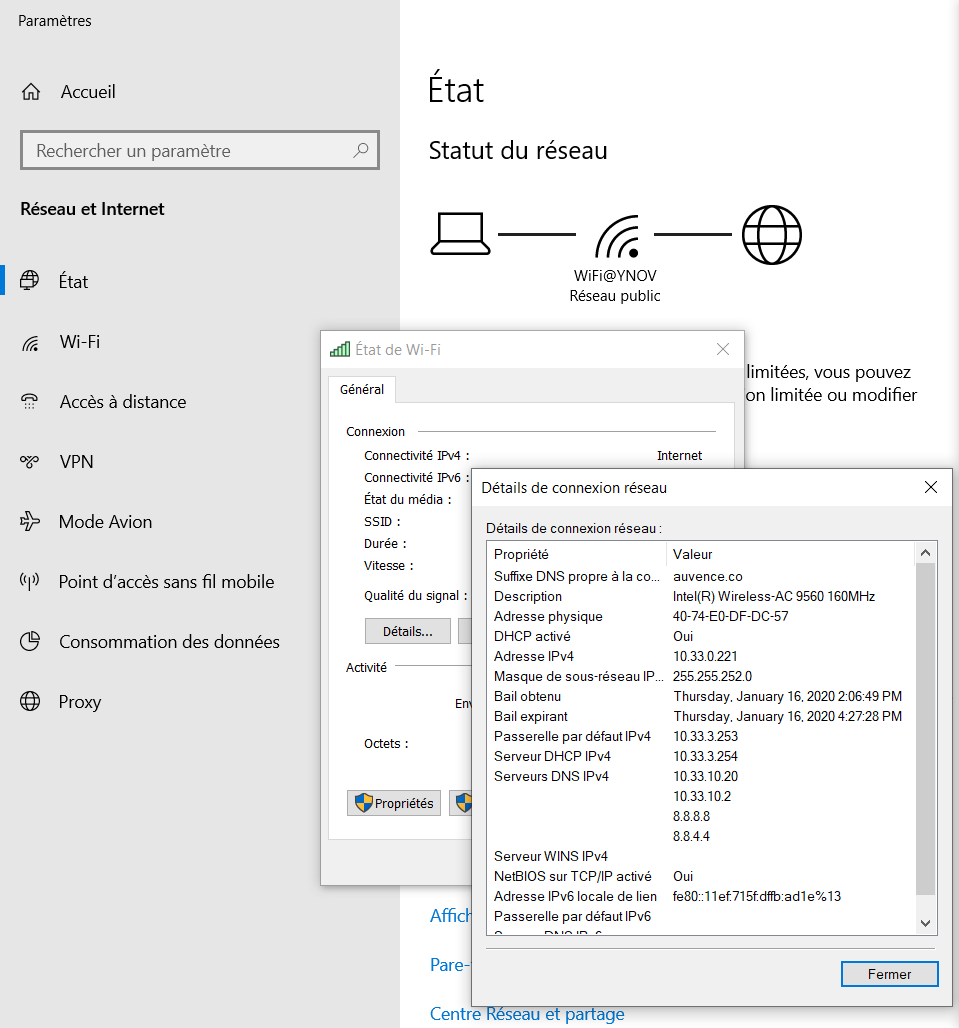 Paramètres
Accueil
Rechercher un paramètre
Réseau et Internet
État
Wi-Fi
Accès à distance
VPN
Mode Avion
Point d'accès sans fil mobile
Consommation des données
Proxy
État
Statut du réseau
WiFi@YNOV
Réseau public
limitées, vous pouvez
on limitée ou modifier
État de Wi-Fi
Général
Connexion
Connectivité IPv4 : Internet
Connectivité IPv6 :
État du média :
SSID :
Durée :
Vitesse :
Qualité du signal :
Détails...
Activité
Env
Octets :
Propriétés
Détails de connexion réseau
Détails de connexion réseau :
Propriété Valeur
Suffixe DNS propre à la co... auvence.co
Description Intel(R) Wireless-AC 9560 160MHz
Adresse physique 40-74-E0-DF-DC-57
DHCP activé Oui
Adresse IPv4 10.33.0.221
Masque de sous-réseau IP... 255.255.252.0
Bail obtenu Thursday, January 16, 2020 2:06:49 PM
Bail expirant Thursday, January 16, 2020 4:27:28 PM
Passerelle par défaut IPv4 10.33.3.253
Serveur DHCP IPv4 10.33.3.254
Serveurs DNS IPv4 10.33.10.20
10.33.10.2
8.8.8.8
8.8.4.4
Serveur WINS IPv4
NetBIOS sur TCP/IP activé Oui
Adresse IPv6 locale de lien fe80::11ef:715f:dffb:ad1e%13
Passerelle par défaut IPv6
Fermer
Affich
Pare-
Centre Réseau et partage